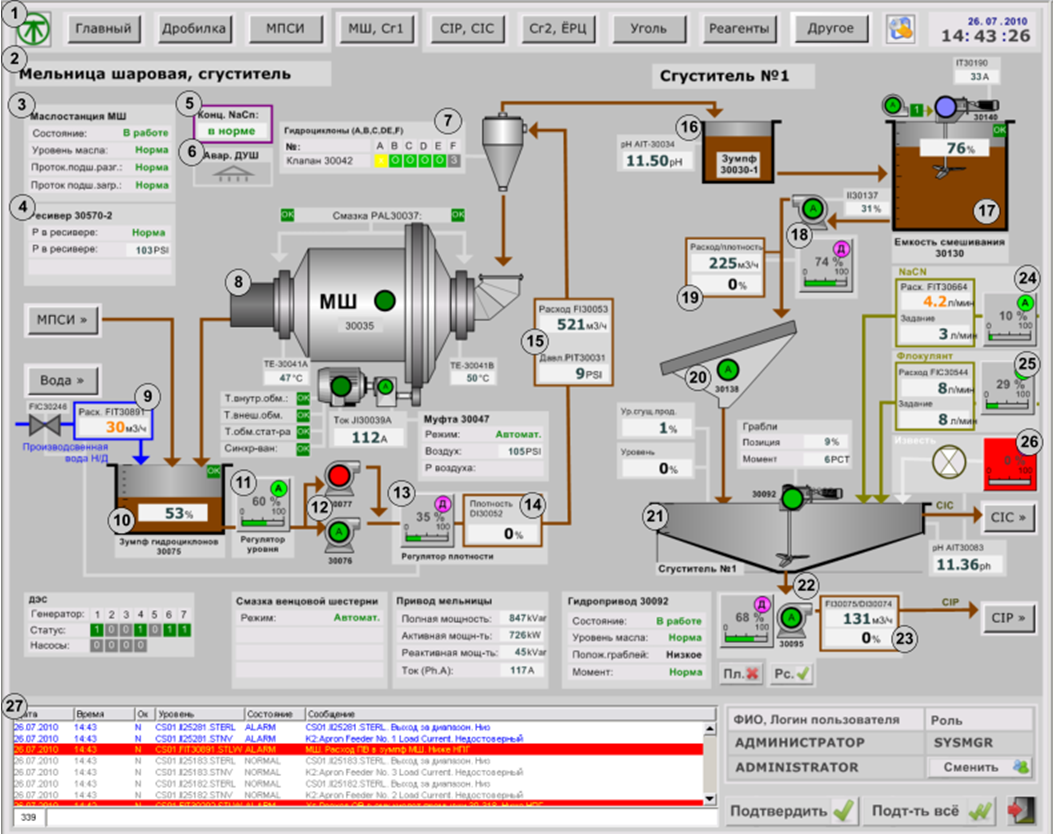 1
Главный
Дробилка
МПСИ
МШ, Сг1
CIP, CIC
Сг2, ЁРЦ
Уголь
Реагенты
Другое
26.07.2010
14:43:26
2
Мельница шаровая, сгуститель
Сгуститель №1
3
Маслостанция МШ
Состояние: В работе
Уровень масла: Норма
Проток.подш.разг.: Норма
Проток подш.загр.: Норма
4
Ресивер 30570-2
P в ресивере: Норма
P в ресивере: 103PSI
5
Конц. NaCn:
в норме
6
Авар. ДУШ
7
Гидроциклоны (A,B,C,DE,F)
№: A B C D E F
Клапан 30042 0 0 0 0 3
IT30190
33A
30140
OK
76%
17
Емкость смешивания
30130
16
pH AIT-30034
11.50pH
Зумпф
30030-1
II30137
31%
A
18
Расход/плотность
225м3/ч
0%
19
Д
74 %
0 100
OK
Смазка PAL30037:
OK
8
МШ
30035
TE-30041A
47°C
TE-30041B
50°C
Расход FI30053
521м3/ч
15
Давл.PIT30031
9PSI
МПСИ »
Вода »
FIC30246
9
Расх. FIT30891
30м3/ч
Производсвенная
вода Н/Д
Т.внутр.обм.: OK
Т.внеш.обм. OK
Т.обм.стат-ра OK
Синхр-ван: OK
A
Ток JI30039A
112A
Муфта 30047
Режим: Автомат.
Воздух: 105PSI
P воздуха:
OK
10
53%
Зумпф гидроциклонов
30075
11
A
60 %
0 100
Регулятор
уровня
12
30077
A
30076
13
Д
35 %
0 100
Регулятор плотности
Плотность
DI30052
14
0%
20
A
30138
NaCN
Расх. FIT30664
4.2л/мин
Задание
3 л/мин
24
A
10 %
0 100
Флокулянт
Расход FIC30544
8л/мин
Задание
8 л/мин
25
29 %
0 100
Известь
26
0 %
Ур.сгущ.прод.
1%
Уровень
0%
Грабли
Позиция 9%
Момент 6PCT
30092
21
Сгуститель №1
CIC
CIC »
pH AIT30083
11.36ph
22
Д
68 %
0 100
A
30095
FI30075/DI30074
131м3/ч
0%
23
CIP
CIP »
Пл.
Рс.
ДЭС
Генератор: 1 2 3 4 5 6 7
Статус: 1 0 0 1 0 1 1
Насосы: 0 0 0 0
Смазка венцовой шестерни
Режим: Автомат.
Привод мельницы
Полная мощность: 847kVar
Активная мощн-ть: 726kW
Реактивная мощ-ть: 45kVar
Ток (Ph.A): 117A
Гидропривод 30092
Состояние: В работе
Уровень масла: Норма
Полож.граблей: Низкое
Момент: Норма
27
Дата Время Ок Уровень Состояние Сообщение
26.07.2010 14:43 N CS01.II25281.STERL ALARM CS01.II25281.STERL. Выход за диапазон. Низ
26.07.2010 14:43 N CS01.II25281.STNV ALARM K2:Apron Feeder No. 1 Load Current. Недостоверный
26.07.2010 14:43 N CS01.FIT30891.STLW ALARM МШ. Расход ПВ в зумпф МШ. Ниже НПГ
26.07.2010 14:43 N CS01.II25183.STERL NORMAL CS01.II25183.STERL. Выход за диапазон. Низ
26.07.2010 14:43 N CS01.II25183.STNV NORMAL K2:Apron Feeder No. 3 Load Current. Недостоверный
26.07.2010 14:43 N CS01.II25182.STERL NORMAL CS01.II25182.STERL. Выход за диапазон. Низ
26.07.2010 14:43 N CS01.II25182.STNV NORMAL K2:Apron Feeder No. 2 Load Current. Недостоверный
339
ФИО, Логин пользователя Роль
АДМИНИСТРАТОР SYSMGR
ADMINISTRATOR Сменить
Подтвердить
Подт-ть всё